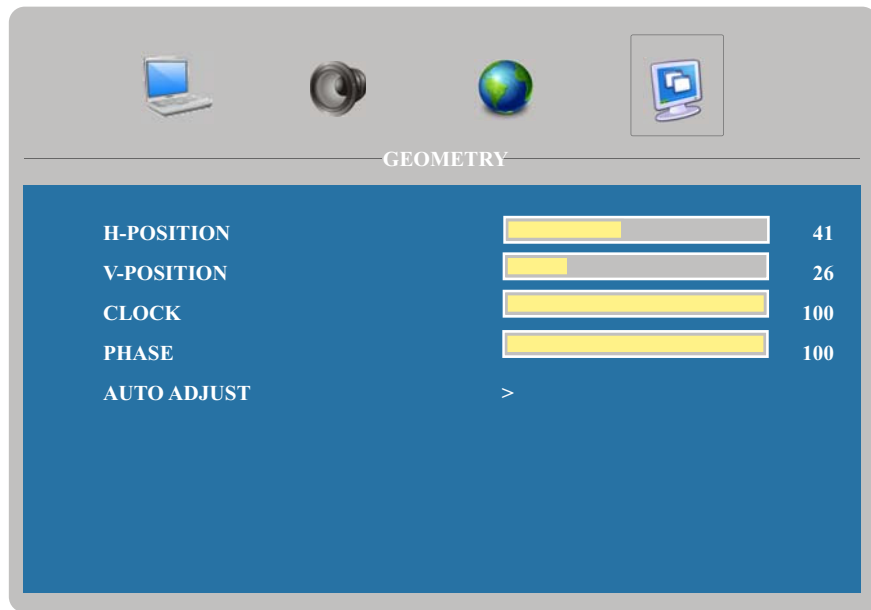 GEOMETRY
H-POSITION 41
V-POSITION 26
CLOCK 100
PHASE 100
AUTO ADJUST >